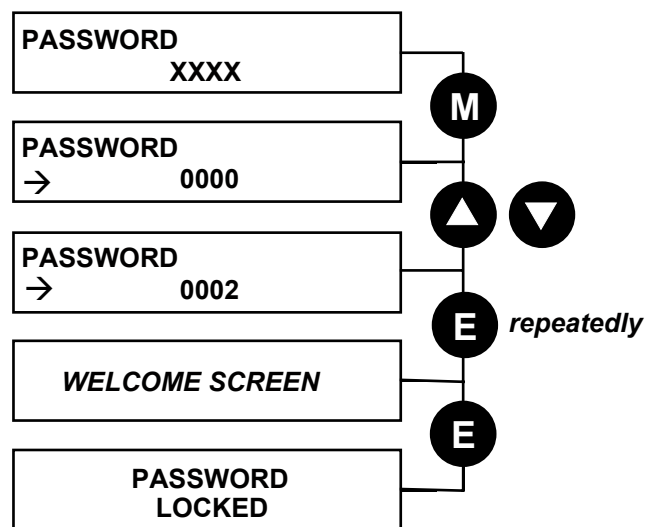 PASSWORD
XXXX
M
PASSWORD
→ 0000
PASSWORD
→ 0002
E repeatedly
WELCOME SCREEN
E
PASSWORD
LOCKED